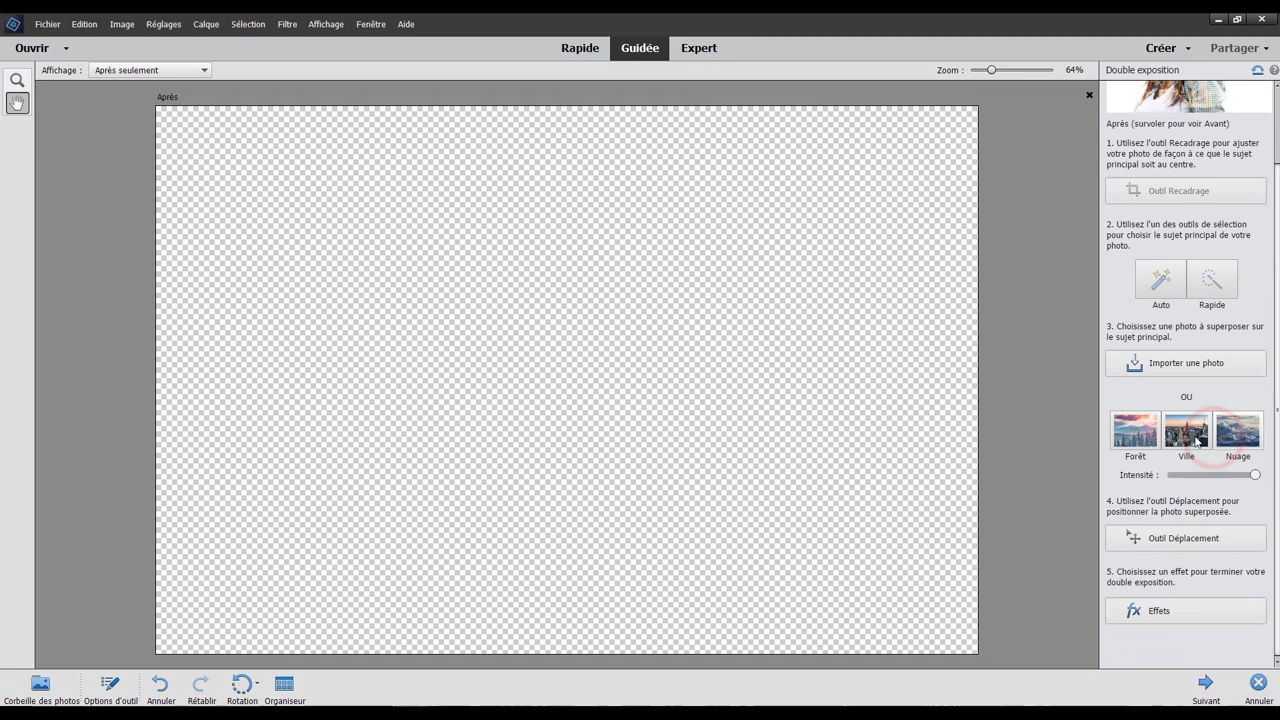 Fichier Edition Image Réglages Calque Sélection Filtre Affichage Fenêtre Aide
Ouvrir Rapide Guidée Expert Créer Partager
Affichage : Après seulement Zoom : 64% Double exposition
Après
Après (survoler pour voir Avant)
1. Utilisez l'outil Recadrage pour ajuster
votre photo de façon à ce que le sujet
principal soit au centre.
Outil Recadrage
2. Utilisez l'un des outils de sélection
pour choisir le sujet principal de votre
photo.
Auto Rapide
3. Choisissez une photo à superposer sur
le sujet principal.
Importer une photo
OU
Forêt Ville Nuage
Intensité :
4. Utilisez l'outil Déplacement pour
positionner la photo superposée.
Outil Déplacement
5. Choisissez un effet pour terminer votre
double exposition.
fx Effets
Corbeille des photos Options d'outil Annuler Rétablir Rotation Organiseur Suivant Annuler